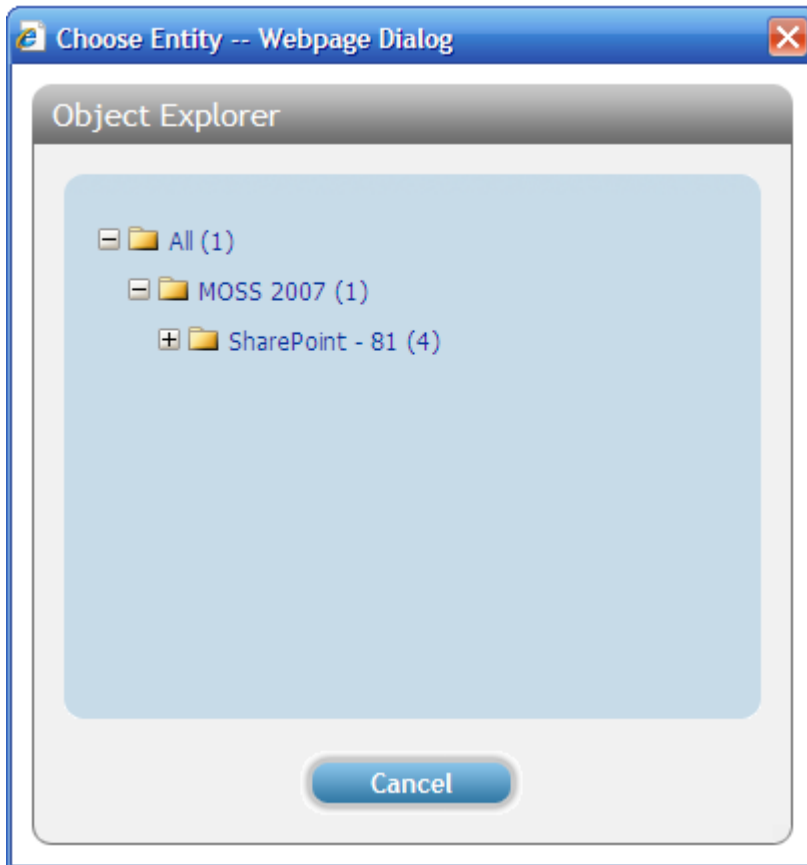 Choose Entity -- Webpage Dialog
Object Explorer
All (1)
MOSS 2007 (1)
SharePoint - 81 (4)
Cancel